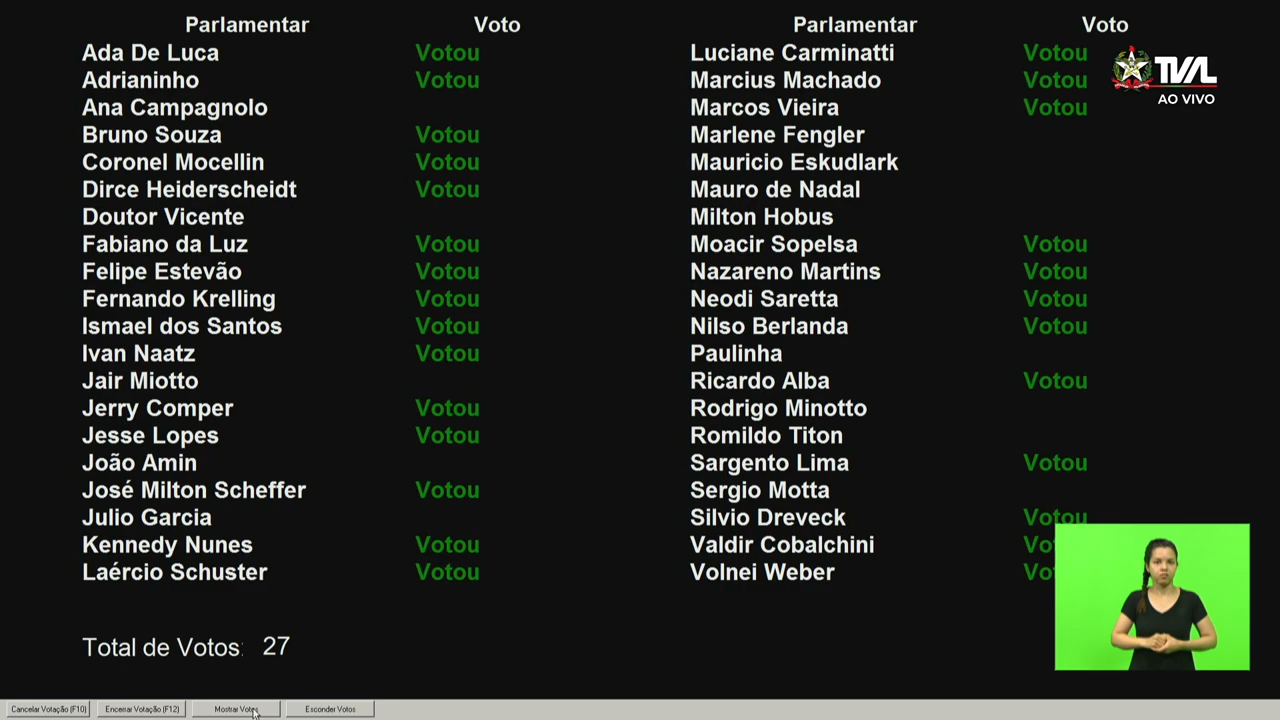 Parlamentar Voto Parlamentar Voto
Ada De Luca Votou Luciane Carminatti Votou
Adrianinho Votou Marcius Machado Votou
Ana Campagnolo Marcos Vieira Votou
Bruno Souza Votou Marlene Fengler
Coronel Mocellin Votou Mauricio Eskudlark
Dirce Heiderscheidt Votou Mauro de Nadal
Doutor Vicente Milton Hobus
Fabiano da Luz Votou Moacir Sopelsa Votou
Felipe Estevão Votou Nazareno Martins Votou
Fernando Krelling Votou Neodi Saretta Votou
Ismael dos Santos Votou Nilso Berlanda Votou
Ivan Naatz Votou Paulinha
Jair Miotto Ricardo Alba Votou
Jerry Comper Votou Rodrigo Minotto
Jesse Lopes Votou Romildo Titon
João Amin Sargento Lima Votou
José Milton Scheffer Votou Sergio Motta
Julio Garcia Silvio Dreveck Votou
Kennedy Nunes Votou Valdir Cobalchini
Laércio Schuster Votou Volnei Weber
TVAL
AO VIVO
Total de Votos: 27
Cancelar Votação (F10) Encerrar Votação (F12) Mostrar Votos Esconder Votos